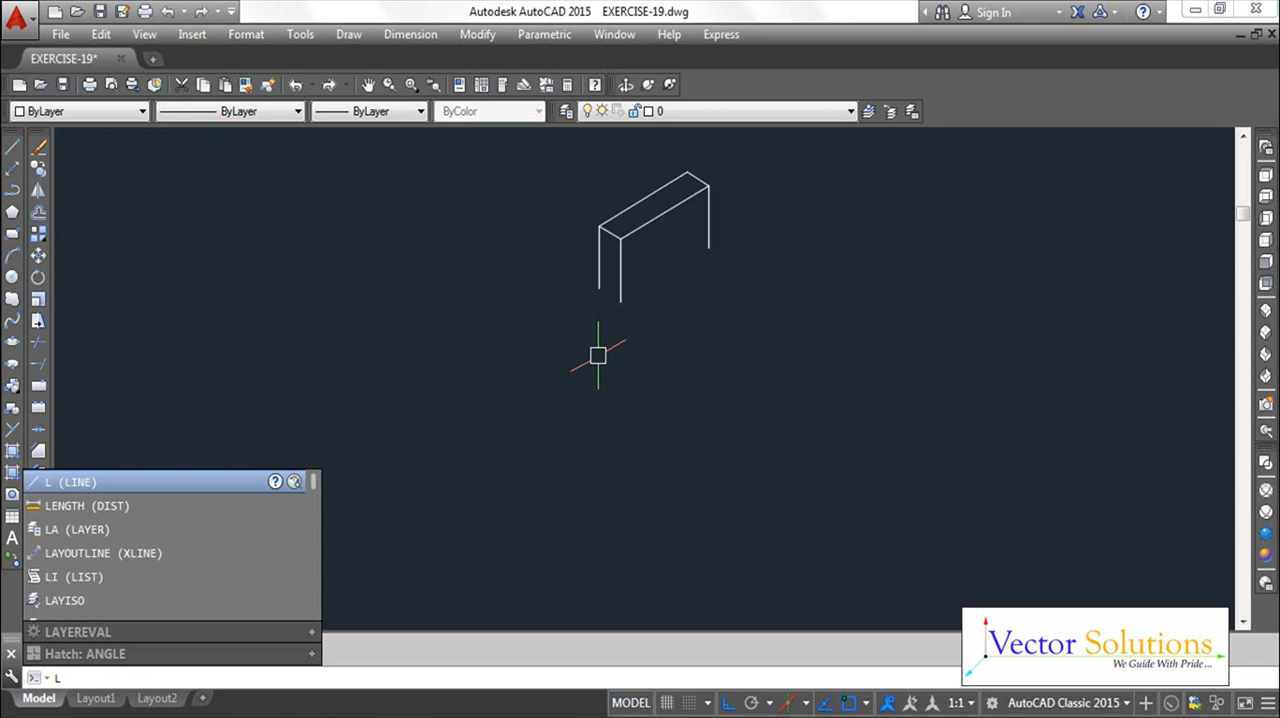 Autodesk AutoCAD 2015 EXERCISE-19.dwg
Sign In
File Edit View Insert Format Tools Draw Dimension Modify Parametric Window Help Express
EXERCISE-19*
ByLayer ByLayer ByLayer ByColor 0
L (LINE)
LENGTH (DIST)
LA (LAYER)
LAYOUTLINE (XLINE)
LI (LIST)
LAYISO
LAYEREVAL
Hatch: ANGLE
L
Vector Solutions
We Guide With Pride...
Model Layout1 Layout2
MODEL 1:1 AutoCAD Classic 2015